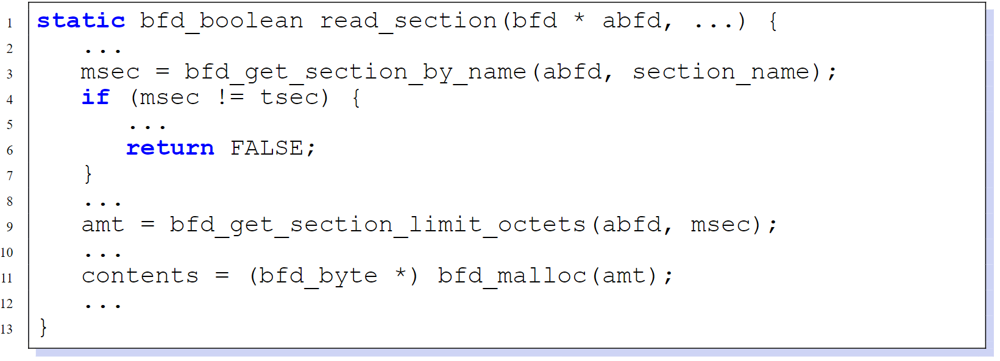 1 static bfd_boolean read_section(bfd * abfd, ...) {
2 ...
3 msec = bfd_get_section_by_name(abfd, section_name);
4 if (msec != tsec) {
5 ...
6 return FALSE;
7 }
8 ...
9 amt = bfd_get_section_limit_octets(abfd, msec);
10 ...
11 contents = (bfd_byte *) bfd_malloc(amt);
12 ...
13 }